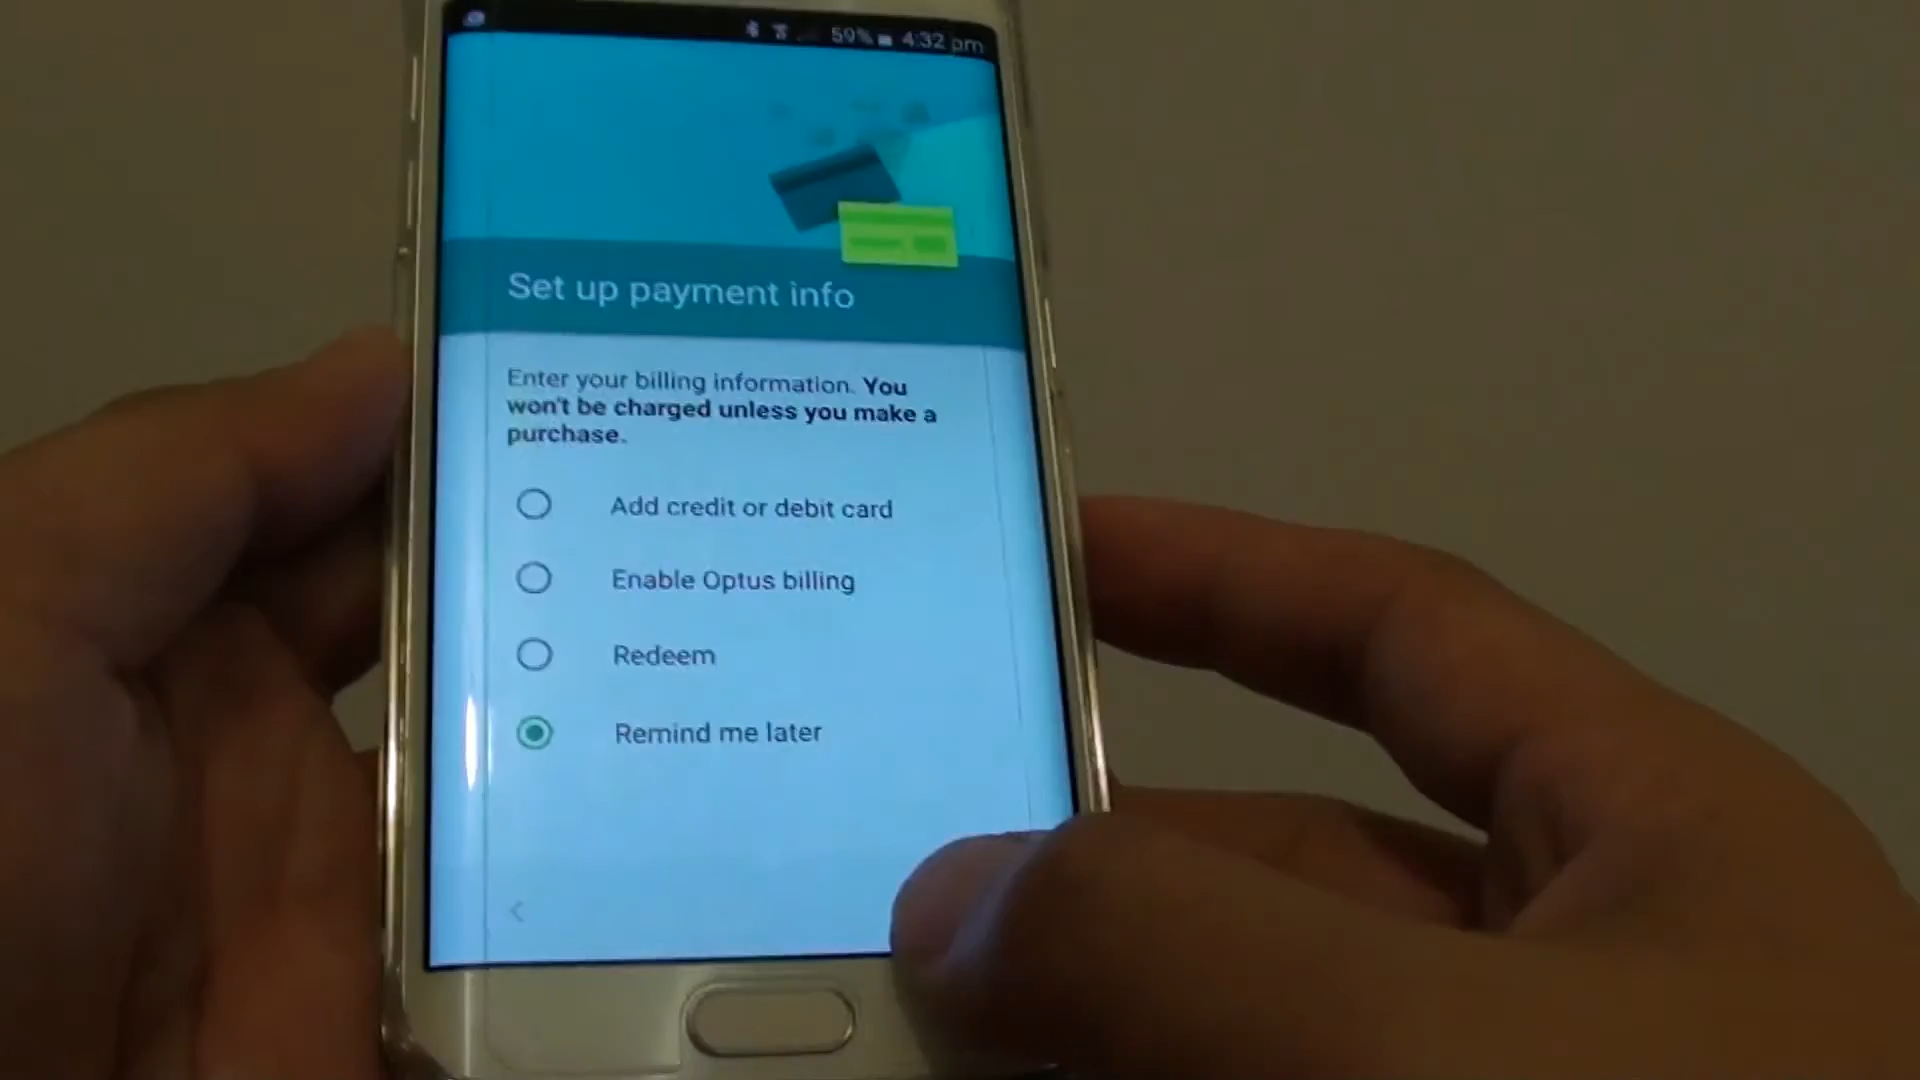 59% 4:32 pm
Set up payment info
Enter your billing information. You
won't be charged unless you make a
purchase.
Add credit or debit card
Enable Optus billing
Redeem
Remind me later